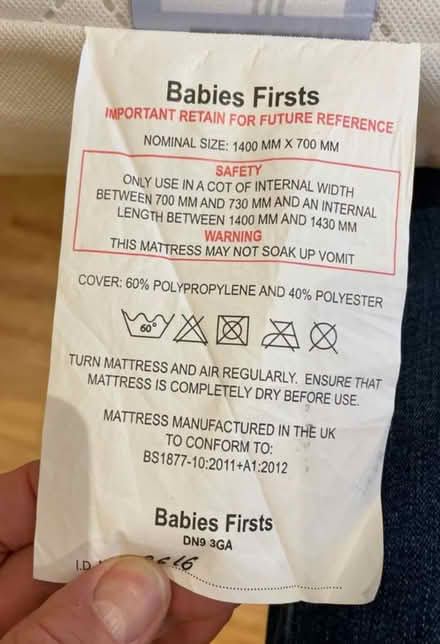 Babies Firsts
IMPORTANT RETAIN FOR FUTURE REFERENCE
NOMINAL SIZE: 1400 MM X 700 MM
SAFETY
ONLY USE IN A COT OF INTERNAL WIDTH
BETWEEN 700 MM AND 730 MM AND AN INTERNAL
LENGTH BETWEEN 1400 MM AND 1430 MM
WARNING
THIS MATTRESS MAY NOT SOAK UP VOMIT
COVER: 60% POLYPROPYLENE AND 40% POLYESTER
60°
TURN MATTRESS AND AIR REGULARLY. ENSURE THAT
MATTRESS IS COMPLETELY DRY BEFORE USE.
MATTRESS MANUFACTURED IN THE UK
TO CONFORM TO:
BS1877-10:2011+A1:2012
Babies Firsts
DN9 3GA
I.D.